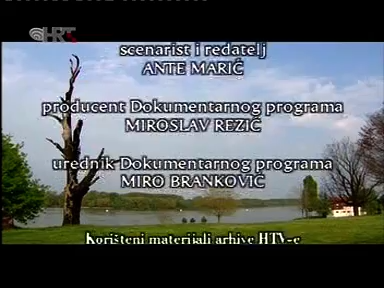 HRT
scenarist i redatelj
ANTE MARIĆ
producent Dokumentarnog programa
MIROSLAV REZIĆ
urednik Dokumentarnog programa
MIRO BRANKOVIĆ
Korišteni materijali arhive HTV-e